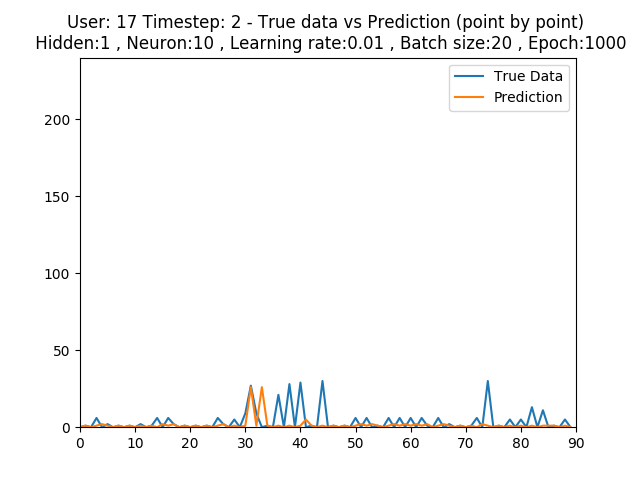 User: 17 Timestep: 2 - True data vs Prediction (point by point)
Hidden:1 , Neuron:10 , Learning rate:0.01 , Batch size:20 , Epoch:1000
True Data
Prediction
200
150
100
50
0
0 10 20 30 40 50 60 70 80 90